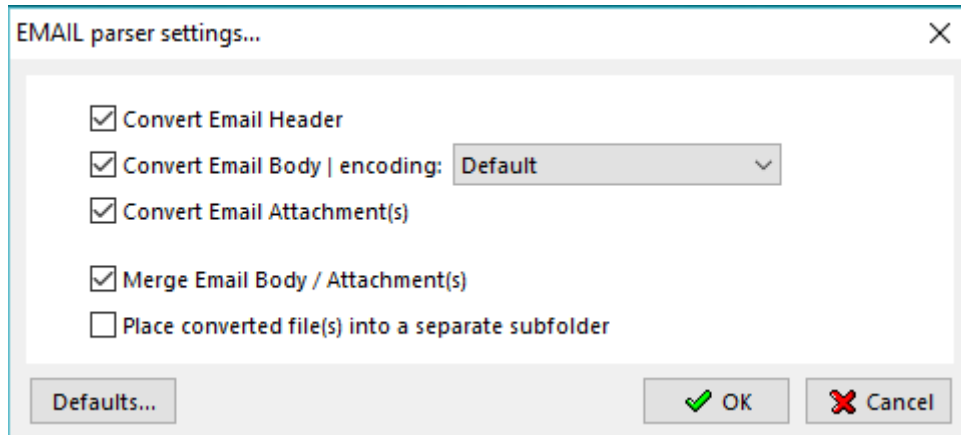 EMAIL parser settings...
Convert Email Header
Convert Email Body | encoding: Default
Convert Email Attachment(s)
Merge Email Body / Attachment(s)
Place converted file(s) into a separate subfolder
Defaults... OK Cancel